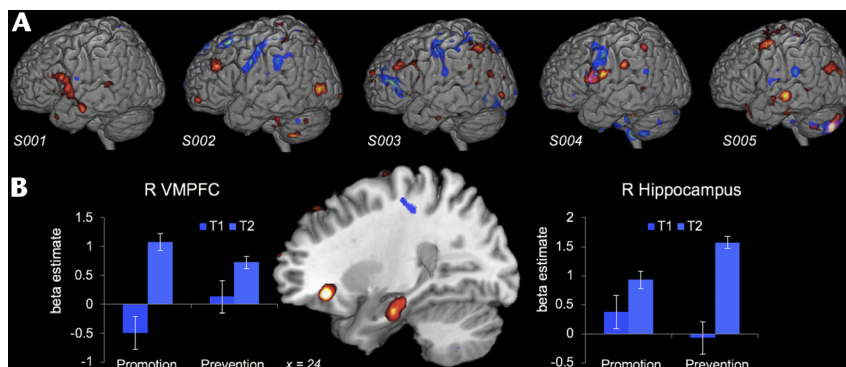 A
S001
S002
S003
S004
S005
B
R VMPFC
T1 T2
beta estimate
1.5
1
0.5
0
-0.5
-1
Promotion Prevention
x = 24
R Hippocampus
T1 T2
beta estimate
2
1.5
1
0.5
0
-0.5
Promotion Prevention